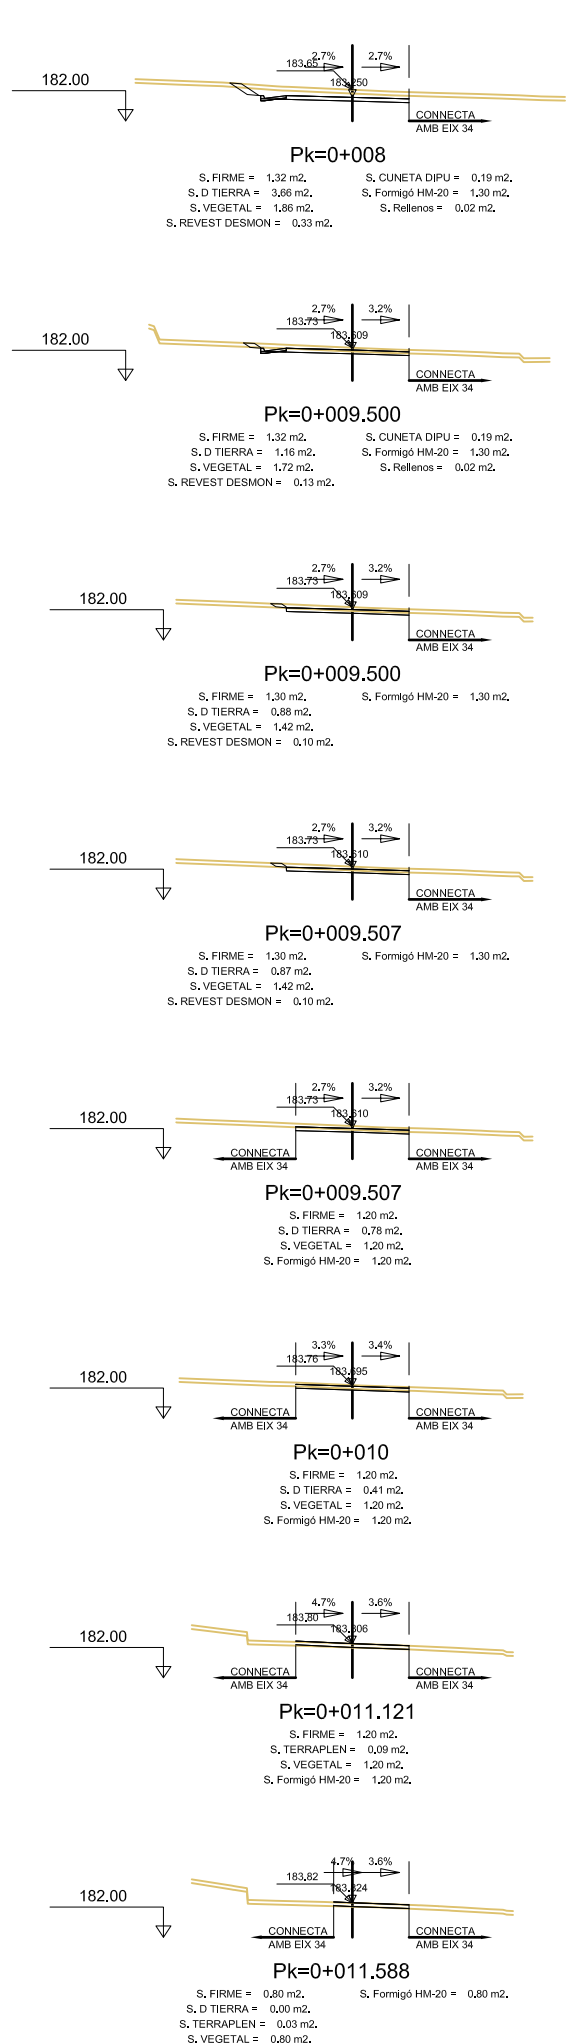 2.7% 2.7%
183.65
183.250
182.00
CONNECTA
AMB EIX 34
Pk=0+008
S. FIRME = 1.32 m2. S. CUNETA DIPU = 0.19 m2.
S. D TIERRA = 3.66 m2. S. Formigó HM-20 = 1.30 m2.
S. VEGETAL = 1.86 m2. S. Rellenos = 0.02 m2.
S. REVEST DESMON = 0.33 m2.
2.7% 3.2%
183.73
183.609
182.00
CONNECTA
AMB EIX 34
Pk=0+009.500
S. FIRME = 1.32 m2. S. CUNETA DIPU = 0.19 m2.
S. D TIERRA = 1.16 m2. S. Formigó HM-20 = 1.30 m2.
S. VEGETAL = 1.72 m2. S. Rellenos = 0.02 m2.
S. REVEST DESMON = 0.13 m2.
2.7% 3.2%
183.73
183.609
182.00
CONNECTA
AMB EIX 34
Pk=0+009.500
S. FIRME = 1.30 m2. S. Formigó HM-20 = 1.30 m2.
S. D TIERRA = 0.88 m2.
S. VEGETAL = 1.42 m2.
S. REVEST DESMON = 0.10 m2.
2.7% 3.2%
183.73
183.610
182.00
CONNECTA
AMB EIX 34
Pk=0+009.507
S. FIRME = 1.30 m2. S. Formigó HM-20 = 1.30 m2.
S. D TIERRA = 0.87 m2.
S. VEGETAL = 1.42 m2.
S. REVEST DESMON = 0.10 m2.
2.7% 3.2%
183.73
183.610
182.00
CONNECTA CONNECTA
AMB EIX 34 AMB EIX 34
Pk=0+009.507
S. FIRME = 1.20 m2.
S. D TIERRA = 0.78 m2.
S. VEGETAL = 1.20 m2.
S. Formigó HM-20 = 1.20 m2.
3.3% 3.4%
183.76
183.695
182.00
CONNECTA CONNECTA
AMB EIX 34 AMB EIX 34
Pk=0+010
S. FIRME = 1.20 m2.
S. D TIERRA = 0.41 m2.
S. VEGETAL = 1.20 m2.
S. Formigó HM-20 = 1.20 m2.
4.7% 3.6%
183.80
183.806
182.00
CONNECTA CONNECTA
AMB EIX 34 AMB EIX 34
Pk=0+011.121
S. FIRME = 1.20 m2.
S. TERRAPLEN = 0.09 m2.
S. VEGETAL = 1.20 m2.
S. Formigó HM-20 = 1.20 m2.
4.7% 3.6%
183.82
183.824
182.00
CONNECTA CONNECTA
AMB EIX 34 AMB EIX 34
Pk=0+011.588
S. FIRME = 0.80 m2. S. Formigó HM-20 = 0.80 m2.
S. D TIERRA = 0.00 m2.
S. TERRAPLEN = 0.03 m2.
S. VEGETAL = 0.80 m2.